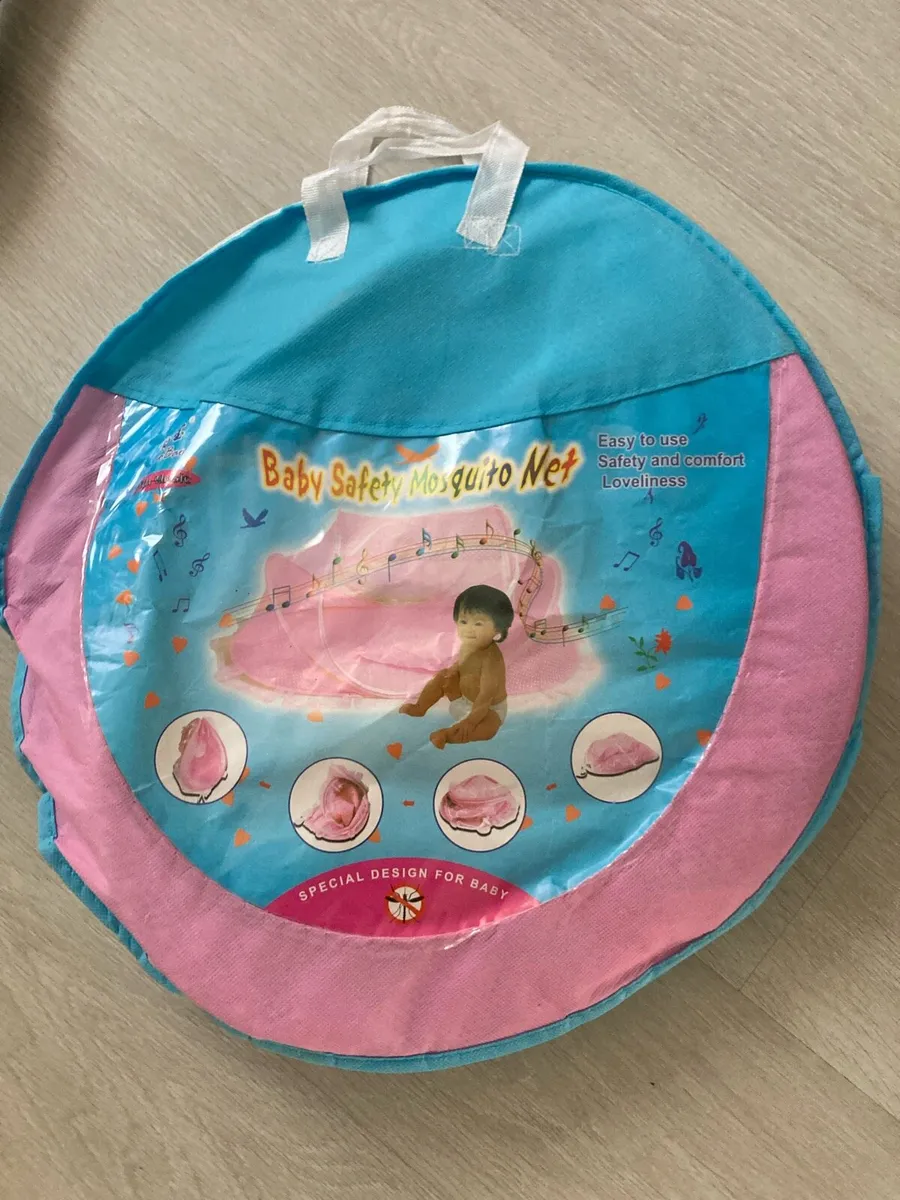 Baby Safety Mosquito Net
Easy to use
Safety and comfort
Loveliness
SPECIAL DESIGN FOR BABY